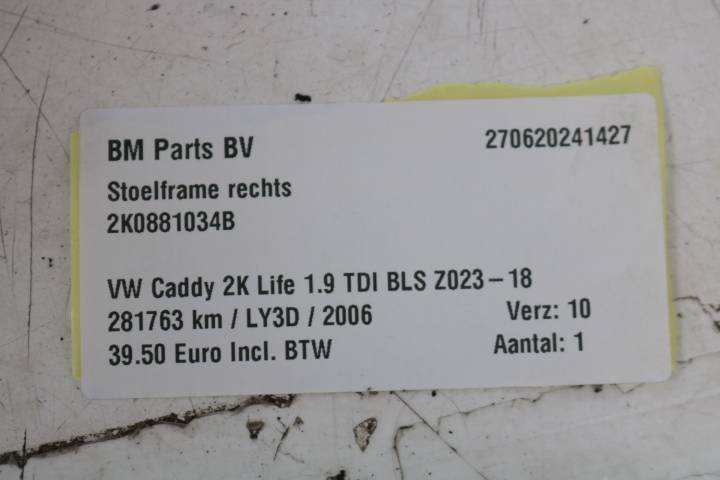 BM Parts BV 270620241427
Stoelframe rechts
2K0881034B
VW Caddy 2K Life 1.9 TDI BLS Z023-18
281763 km / LY3D / 2006 Verz: 10
39.50 Euro Incl. BTW Aantal: 1